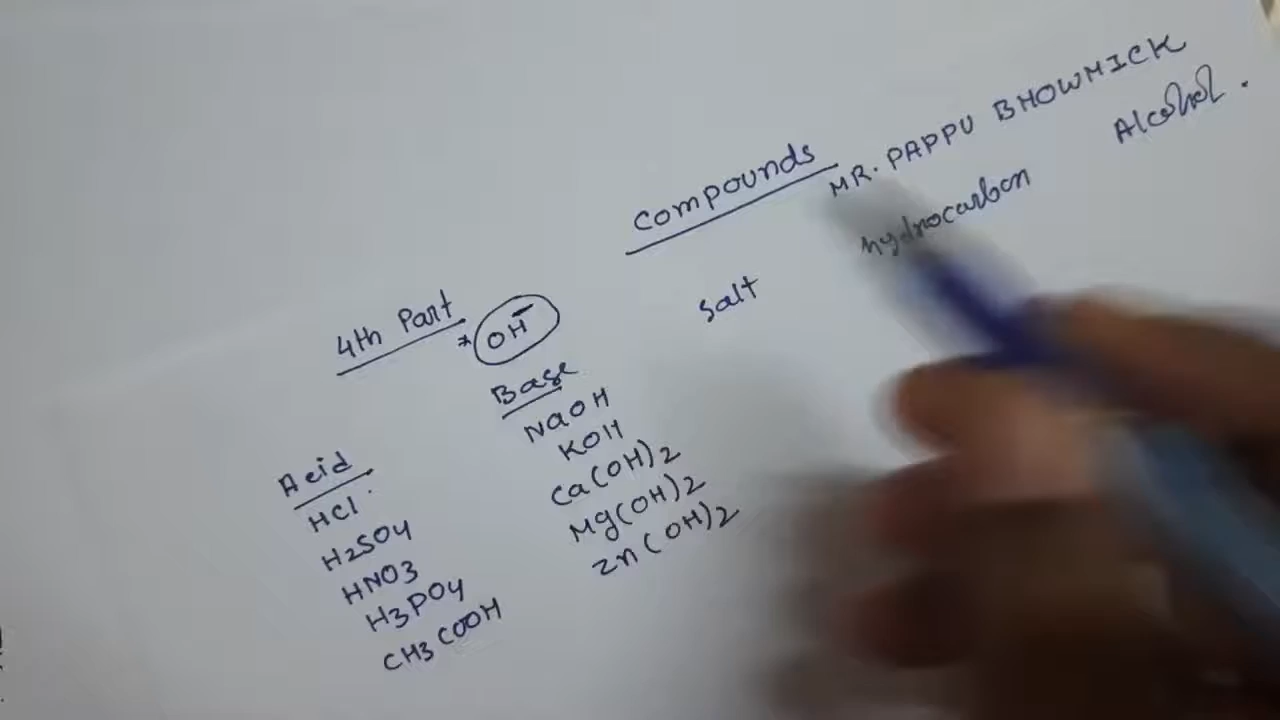 MR. PAPPU BHOWMICK
Compounds
4th Part
* OH⁻
Acid
HCl
H2SO4
HNO3
H3PO4
CH3COOH
Base
NaOH
KOH
Ca(OH)2
Mg(OH)2
Zn(OH)2
Salt
hydrocarbon
Alcohol.